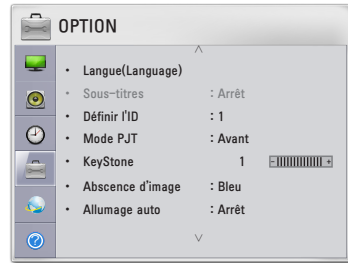 OPTION
• Langue(Language)
• Sous-titres : Arrêt
• Définir l'ID : 1
• Mode PJT : Avant
• KeyStone 1 - +
• Abscence d'image : Bleu
• Allumage auto : Arrêt
?